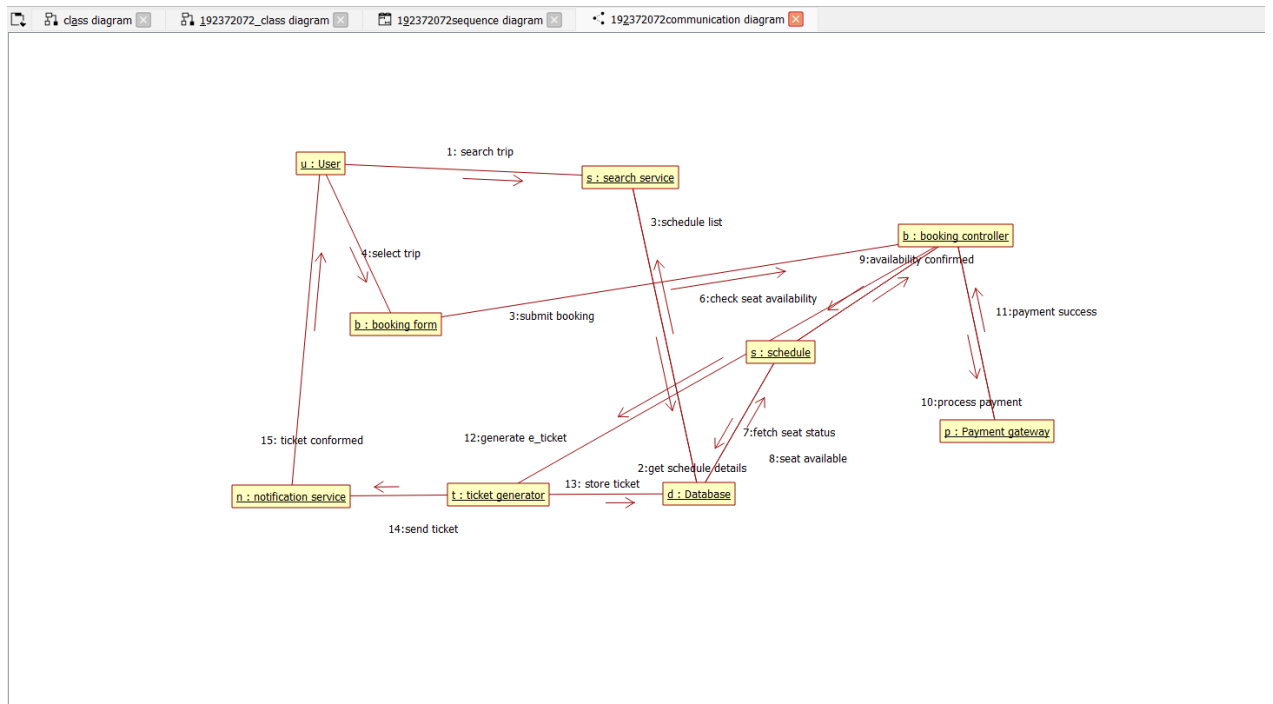 class diagram
192372072_class diagram
192372072sequence diagram
192372072communication diagram
1: search trip
u : User
s : search service
3:schedule list
b : booking controller
4:select trip
9:availability confirmed
6:check seat availability
b : booking form
3:submit booking
11:payment success
s : schedule
10:process payment
p : Payment gateway
15: ticket conformed
12:generate e_ticket
7:fetch seat status
8:seat available
2:get schedule details
13: store ticket
n : notification service
t : ticket generator
d : Database
14:send ticket